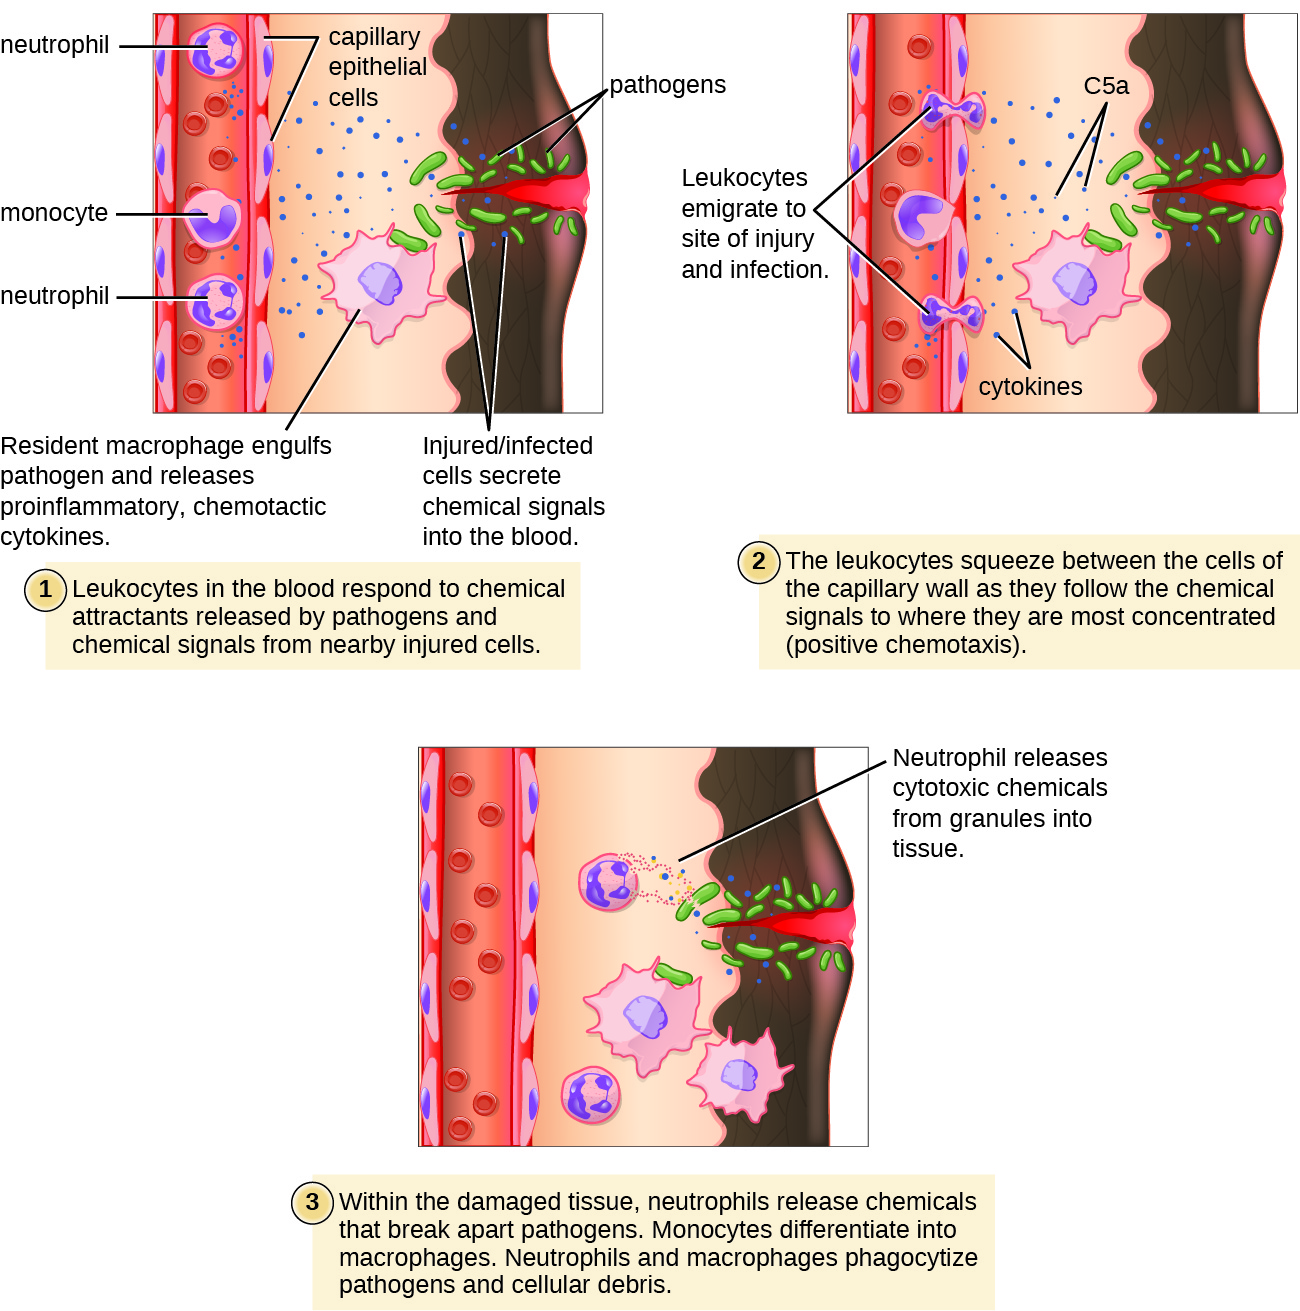 neutrophil
capillary
epithelial
cells
pathogens
monocyte
neutrophil
Resident macrophage engulfs
pathogen and releases
proinflammatory, chemotactic
cytokines.
Injured/infected
cells secrete
chemical signals
into the blood.
1 Leukocytes in the blood respond to chemical
attractants released by pathogens and
chemical signals from nearby injured cells.
C5a
Leukocytes
emigrate to
site of injury
and infection.
cytokines
2 The leukocytes squeeze between the cells of
the capillary wall as they follow the chemical
signals to where they are most concentrated
(positive chemotaxis).
Neutrophil releases
cytotoxic chemicals
from granules into
tissue.
3 Within the damaged tissue, neutrophils release chemicals
that break apart pathogens. Monocytes differentiate into
macrophages. Neutrophils and macrophages phagocytize
pathogens and cellular debris.